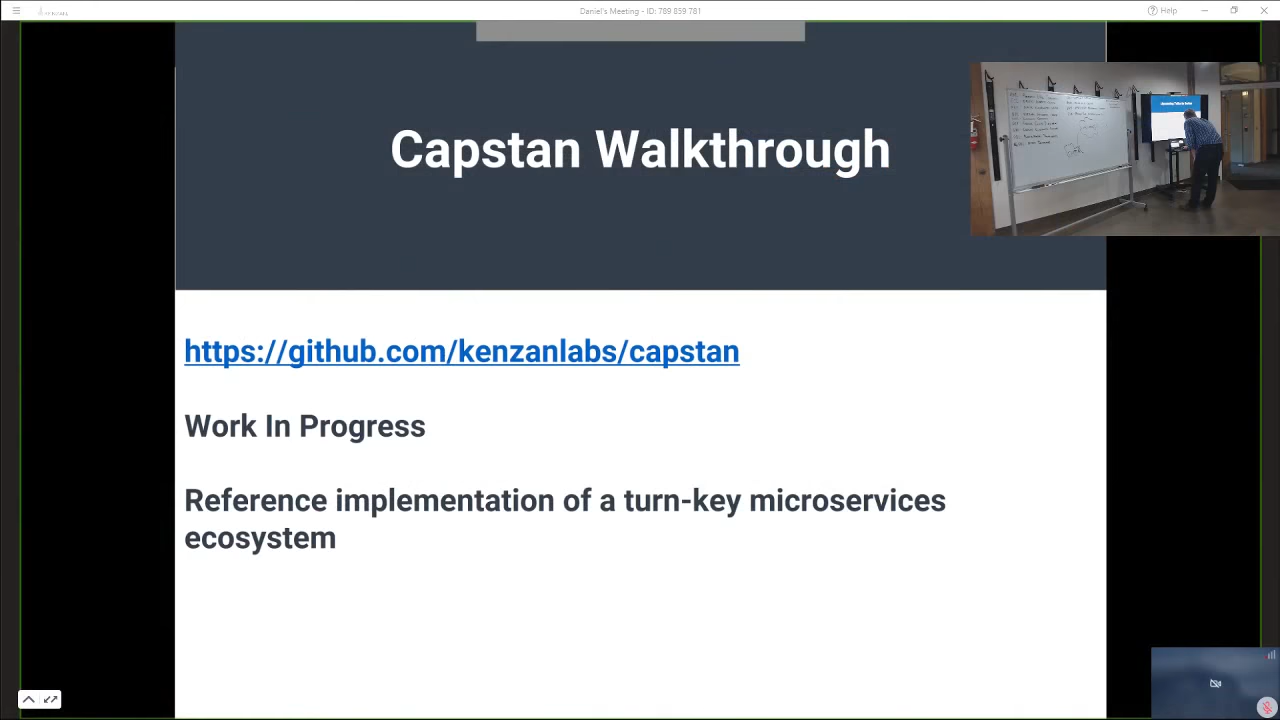 KENZAN
Daniel's Meeting - ID: 789 859 781
Help
Capstan Walkthrough
https://github.com/kenzanlabs/capstan
Work In Progress
Reference implementation of a turn-key microservices
ecosystem